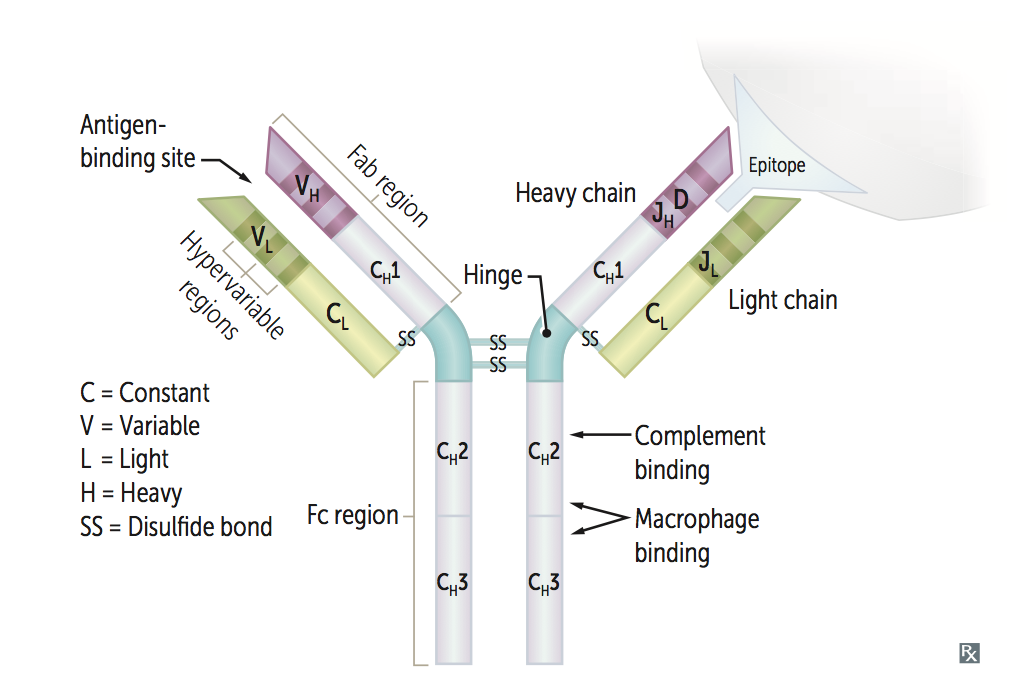 Antigen-
binding site
Fab region
VH
CH1
VL
Hypervariable
regions
CL
SS
Heavy chain
Epitope
D
JH
CH1
JL
Light chain
CL
SS
Hinge
SS
SS
C = Constant
V = Variable
L = Light
H = Heavy
SS = Disulfide bond
Fc region
CH2
CH2
Complement
binding
Macrophage
binding
CH3
CH3
Rx